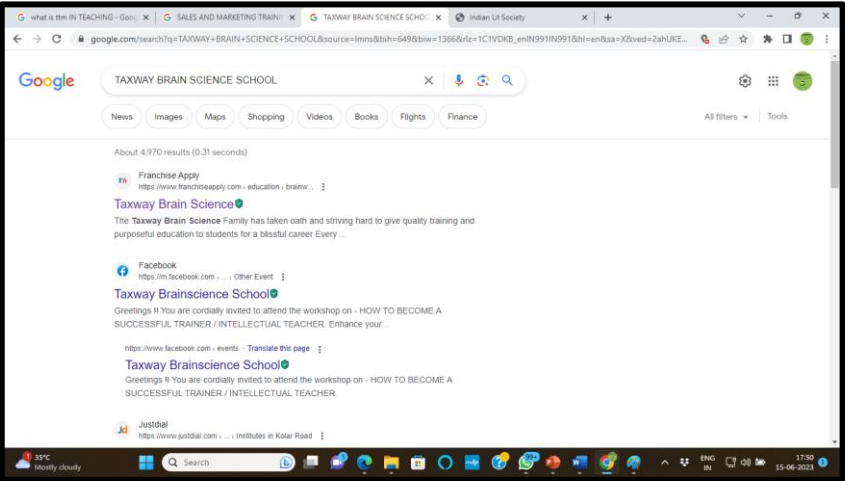 what is ttm IN TEACHING - Goog
SALES AND MARKETING TRAININ
TAXWAY BRAIN SCIENCE SCHOO
Indian Lit Society
google.com/search?q=TAXWAY+BRAIN+SCIENCE+SCHOOL&source=lmns&bih=649&biw=1366&rlz=1C1VDKB_enIN991IN991&hl=en&sa=X&ved=2ahUKE...
Google
TAXWAY BRAIN SCIENCE SCHOOL
News
Images
Maps
Shopping
Videos
Books
Flights
Finance
All filters
Tools
About 4,970 results (0.31 seconds)
Franchise Apply
https://www.franchiseapply.com › education › brainw...
Taxway Brain Science
The Taxway Brain Science Family has taken oath and striving hard to give quality training and
purposeful education to students for a blissful career Every ...
Facebook
https://m.facebook.com › ... › Other Event
Taxway Brainscience School
Greetings !! You are cordially invited to attend the workshop on - HOW TO BECOME A
SUCCESSFUL TRAINER / INTELLECTUAL TEACHER. Enhance your...
https://www.facebook.com › events · Translate this page
Taxway Brainscience School
Greetings !! You are cordially invited to attend the workshop on - HOW TO BECOME A
SUCCESSFUL TRAINER / INTELLECTUAL TEACHER.
Jd
Justdial
https://www.justdial.com › ... › Institutes in Kolar Road
35°C
Mostly cloudy
Search
99+
ENG
IN
17:50
15-06-2023